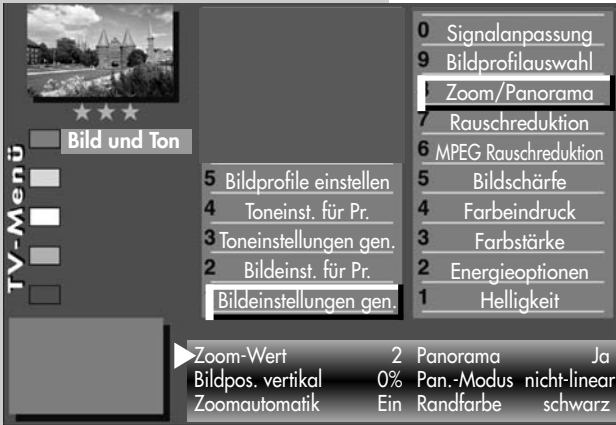 TV-Menü
Bild und Ton
5 Bildprofile einstellen
4 Toneinst. für Pr.
3 Toneinstellungen gen.
2 Bildeinst. für Pr.
Bildeinstellungen gen.
0 Signalanpassung
9 Bildprofilauswahl
8 Zoom/Panorama
7 Rauschreduktion
6 MPEG Rauschreduktion
5 Bildschärfe
4 Farbeindruck
3 Farbstärke
2 Energieoptionen
1 Helligkeit
Zoom-Wert 2 Panorama Ja
Bildpos. vertikal 0% Pan.-Modus nicht-linear
Zoomautomatik Ein Randfarbe schwarz